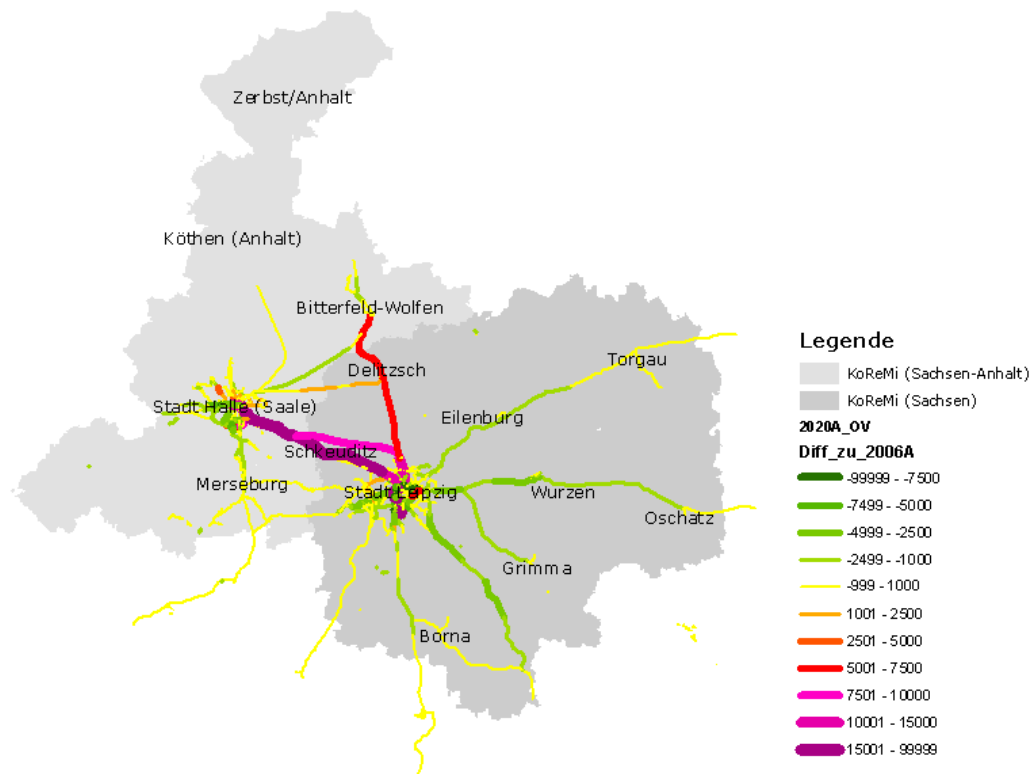 Zerbst/Anhalt
Köthen (Anhalt)
Bitterfeld-Wolfen
Torgau
Delitzsch
Stadt Halle (Saale)
Eilenburg
Schkeuditz
Merseburg
Stadt Leipzig
Wurzen
Oschatz
Grimma
Borna
Legende
KoReMi (Sachsen-Anhalt)
KoReMi (Sachsen)
2020A_OV
Diff_zu_2006A
-99999 - -7500
-7499 - -5000
-4999 - -2500
-2499 - -1000
-999 - 1000
1001 - 2500
2501 - 5000
5001 - 7500
7501 - 10000
10001 - 15000
15001 - 99999